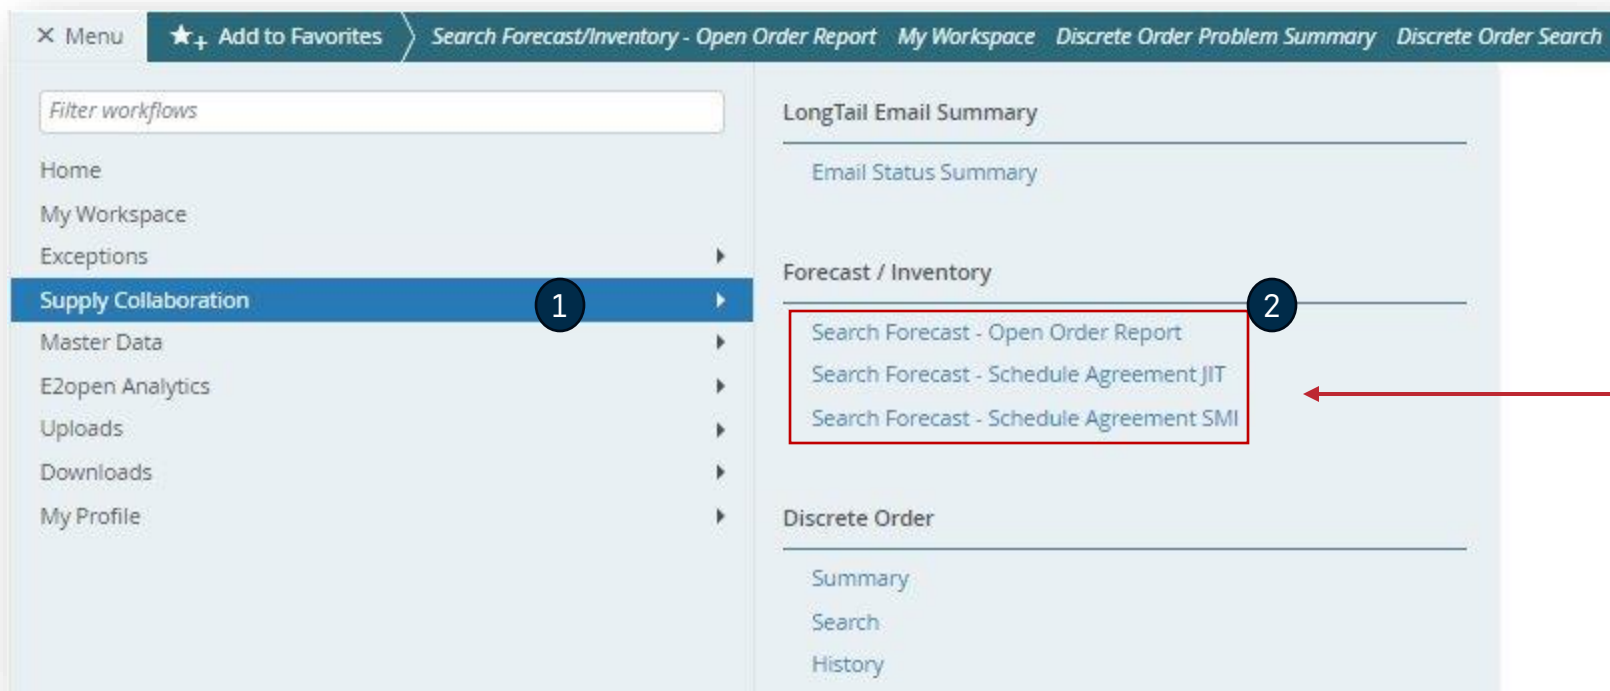 × Menu
Add to Favorites
Search Forecast/Inventory - Open Order Report My Workspace Discrete Order Problem Summary Discrete Order Search
Filter workflows
Home
My Workspace
Exceptions
Supply Collaboration
1
Master Data
E2open Analytics
Uploads
Downloads
My Profile
LongTail Email Summary
Email Status Summary
Forecast / Inventory
2
Search Forecast - Open Order Report
Search Forecast - Schedule Agreement JIT
Search Forecast - Schedule Agreement SMI
Discrete Order
Summary
Search
History